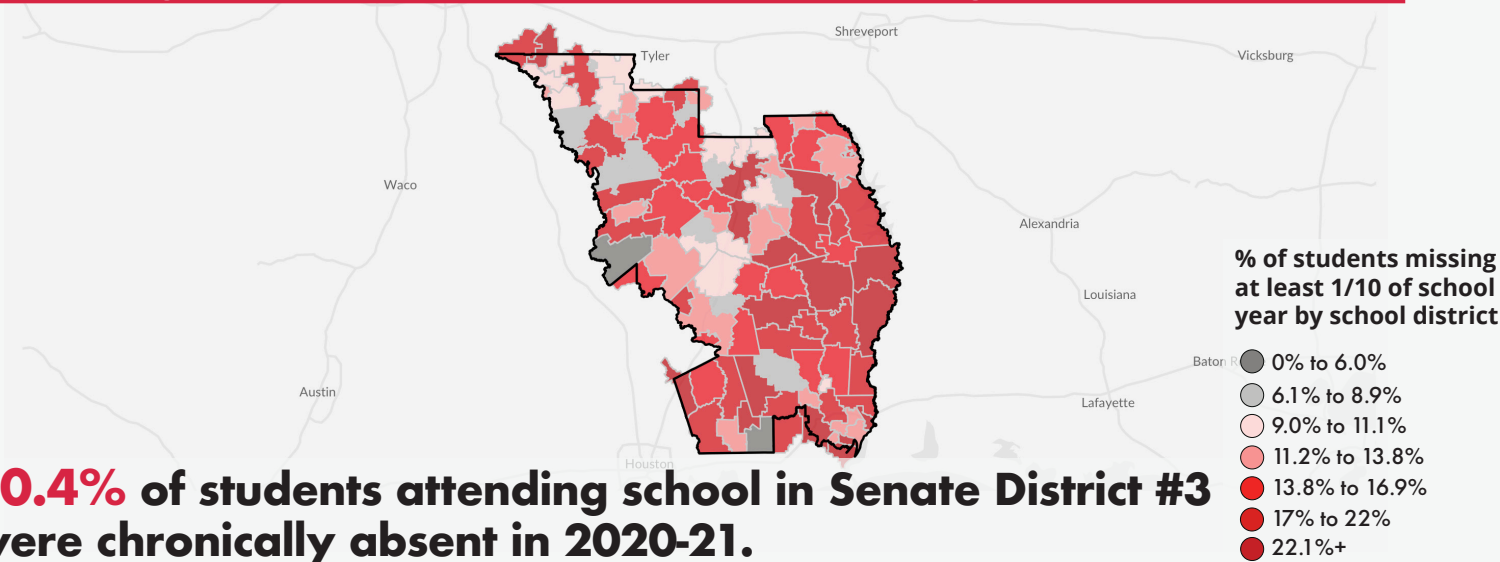 Shreveport
Tyler
Vicksburg
Waco
Alexandria
% of students missing
at least 1/10 of school
year by school district
Louisiana
Baton
0% to 6.0%
6.1% to 8.9%
9.0% to 11.1%
11.2% to 13.8%
13.8% to 16.9%
17% to 22%
22.1%+
Austin
Lafayette
Houston
0.4% of students attending school in Senate District #3
were chronically absent in 2020-21.